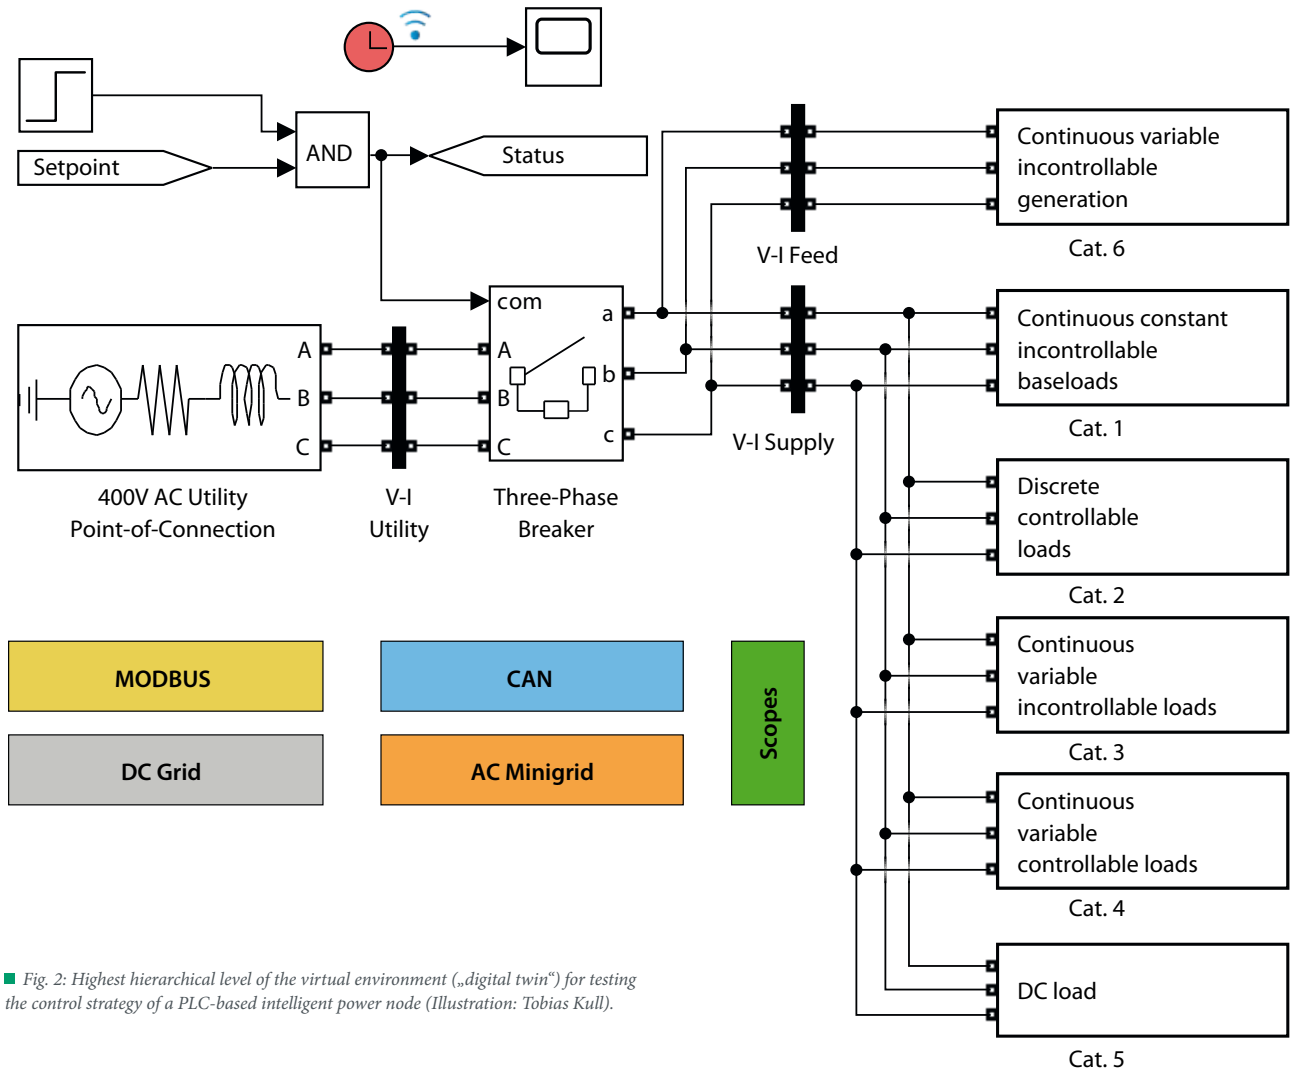 Setpoint
AND
Status
Continuous variable
incontrollable
generation
Cat. 6
V-I Feed
com
a
A
b
B
c
C
A
B
C
400V AC Utility
Point-of-Connection
V-I
Utility
Three-Phase
Breaker
V-I Supply
Continuous constant
incontrollable
baseloads
Cat. 1
Discrete
controllable
loads
Cat. 2
Continuous
variable
incontrollable loads
Cat. 3
Continuous
variable
controllable loads
Cat. 4
DC load
Cat. 5
MODBUS
CAN
DC Grid
AC Minigrid
Scopes
Fig. 2: Highest hierarchical level of the virtual environment („digital twin“) for testing
the control strategy of a PLC-based intelligent power node (Illustration: Tobias Kull).